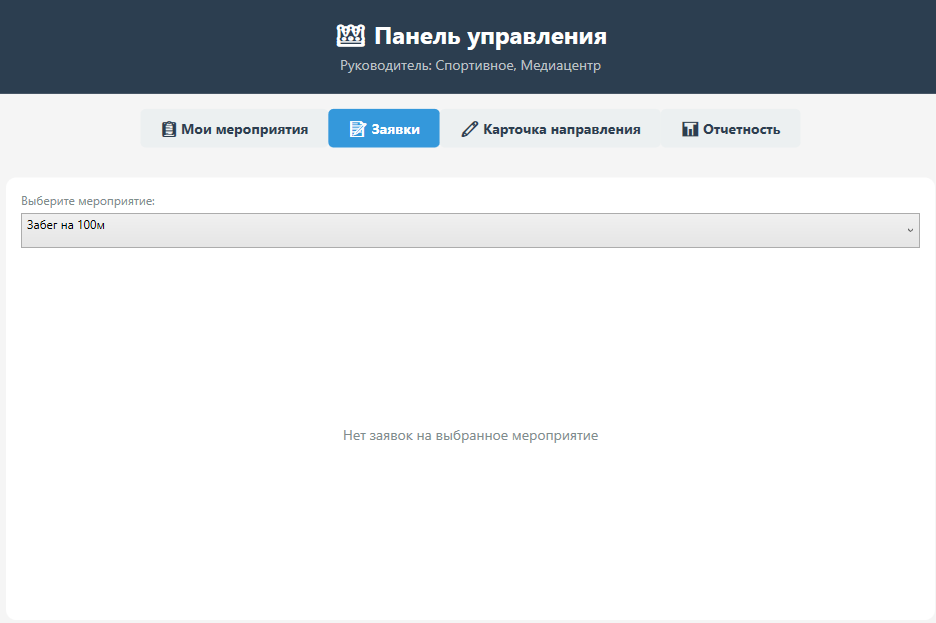 Панель управления
Руководитель: Спортивное, Медиацентр
Мои мероприятия Заявки Карточка направления Отчетность
Выберите мероприятие:
Забег на 100м
Нет заявок на выбранное мероприятие